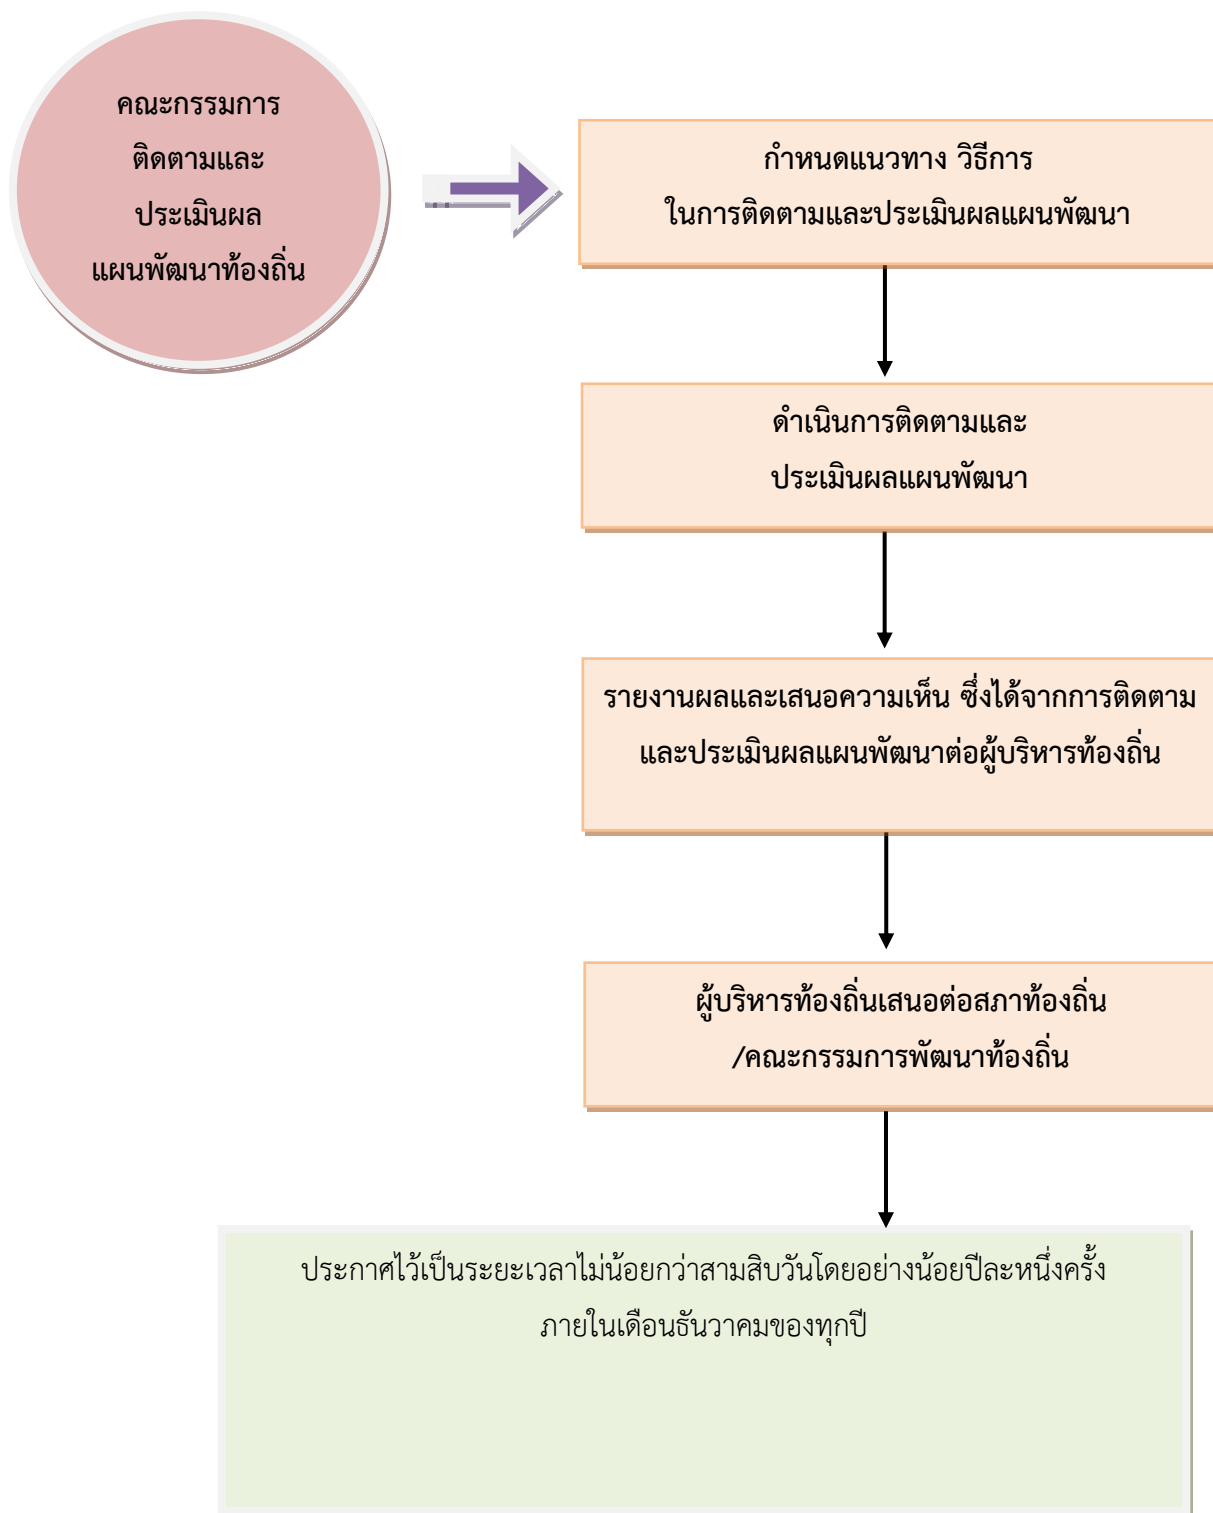 คณะกรรมการ
ติดตามและ
ประเมินผล
แผนพัฒนาท้องถิ่น
กำหนดแนวทาง วิธีการ
ในการติดตามและประเมินผลแผนพัฒนา
ดำเนินการติดตามและ
ประเมินผลแผนพัฒนา
รายงานผลและเสนอความเห็น ซึ่งได้จากการติดตาม
และประเมินผลแผนพัฒนาต่อผู้บริหารท้องถิ่น
ผู้บริหารท้องถิ่นเสนอต่อสภาท้องถิ่น
/คณะกรรมการพัฒนาท้องถิ่น
ประกาศไว้เป็นระยะเวลาไม่น้อยกว่าสามสิบวันโดยอย่างน้อยปีละหนึ่งครั้ง
ภายในเดือนธันวาคมของทุกปี